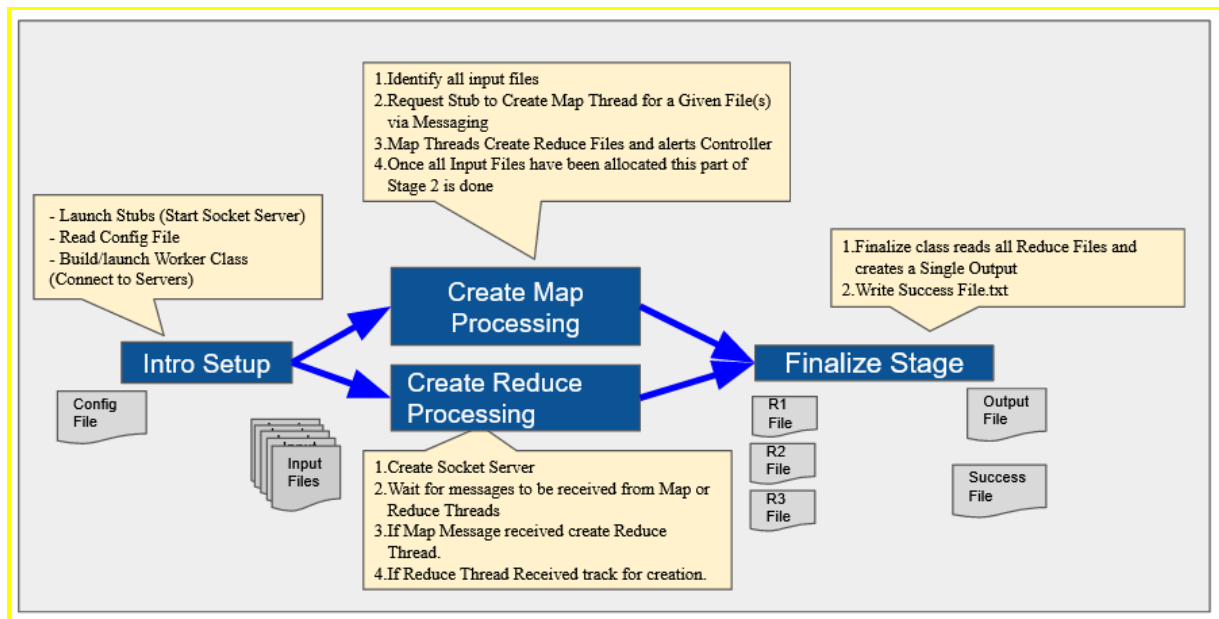 1.Identify all input files
2.Request Stub to Create Map Thread for a Given File(s)
via Messaging
3.Map Threads Create Reduce Files and alerts Controller
4.Once all Input Files have been allocated this part of
Stage 2 is done
- Launch Stubs (Start Socket Server)
- Read Config File
- Build/launch Worker Class
(Connect to Servers)
1.Finalize class reads all Reduce Files and
creates a Single Output
2.Write Success File.txt
Create Map
Processing
Intro Setup
Create Reduce
Processing
Finalize Stage
Config
File
Input
Input
Files
1.Create Socket Server
2.Wait for messages to be received from Map or
Reduce Threads
3.If Map Message received create Reduce
Thread.
4.If Reduce Thread Received track for creation.
R1
File
R2
File
R3
File
Output
File
Success
File